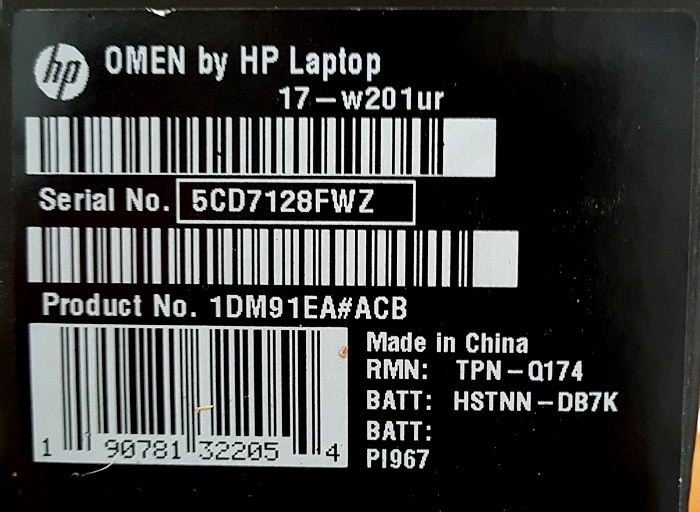 hp OMEN by HP Laptop
17-w201ur
Serial No. 5CD7128FWZ
Product No. 1DM91EA#ACB
1 90781 32205 4
Made in China
RMN: TPN-Q174
BATT: HSTNN-DB7K
BATT:
PI967